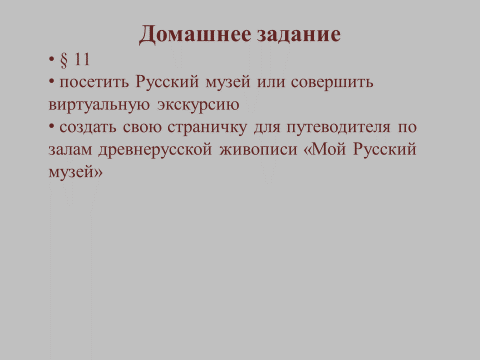 Домашнее задание
• § 11
• посетить Русский музей или совершить
виртуальную экскурсию
• создать свою страничку для путеводителя по
залам древнерусской живописи «Мой Русский
музей»